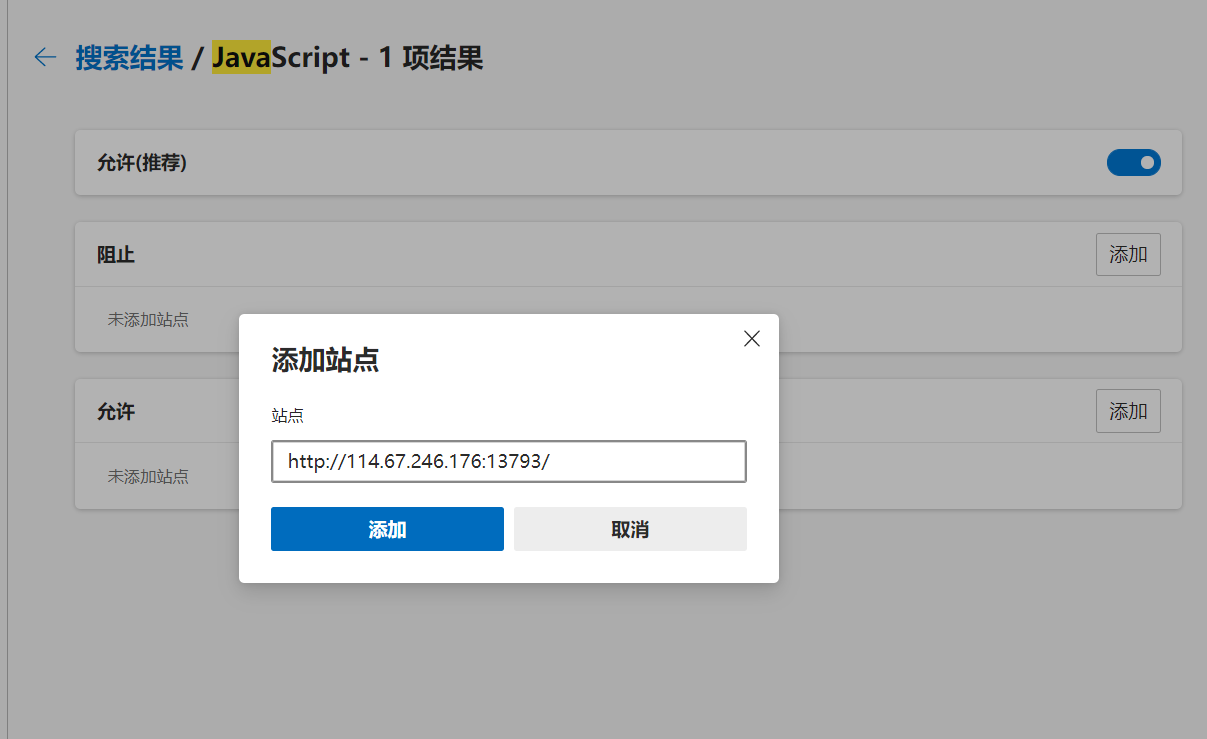 搜索结果 / JavaScript - 1 项结果
允许(推荐)
阻止
添加
未添加站点
允许
添加
未添加站点
添加站点
站点
http://114.67.246.176:13793/
添加
取消